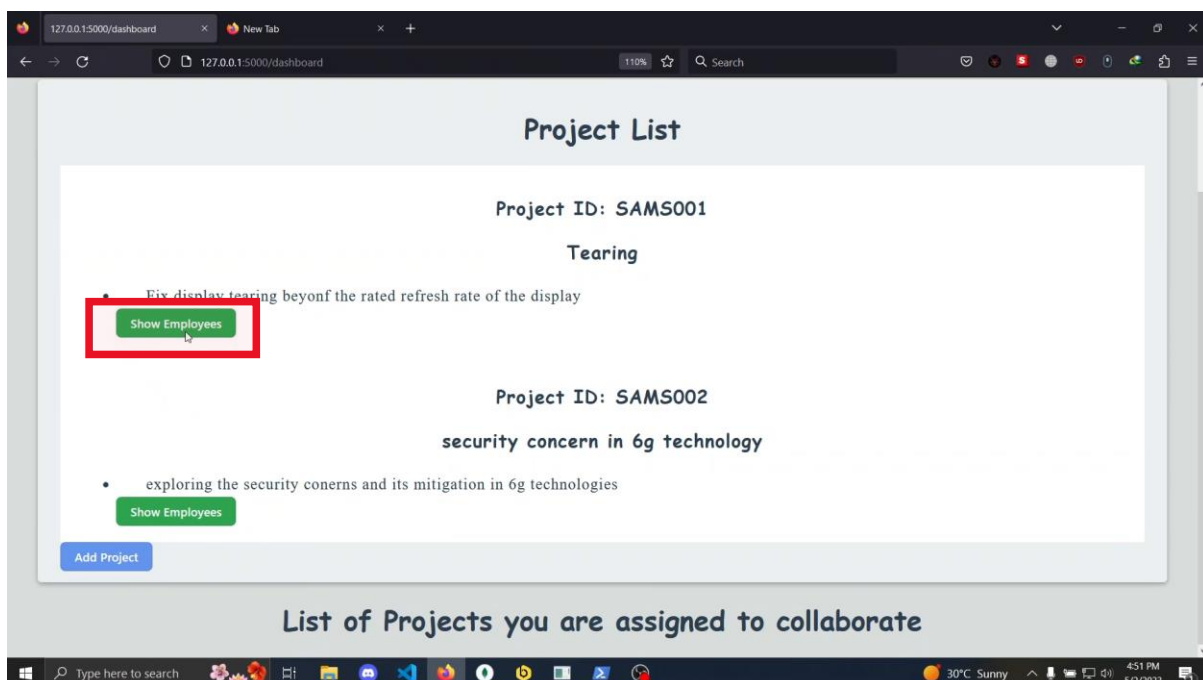 127.0.0.1:5000/dashboard
New Tab
127.0.0.1:5000/dashboard
110%
Search
Project List
Project ID: SAMS001
Tearing
Fix display tearing beyonf the rated refresh rate of the display
Show Employees
Project ID: SAMS002
security concern in 6g technology
exploring the security conerns and its mitigation in 6g technologies
Show Employees
Add Project
List of Projects you are assigned to collaborate
Type here to search
30°C Sunny
4:51 PM